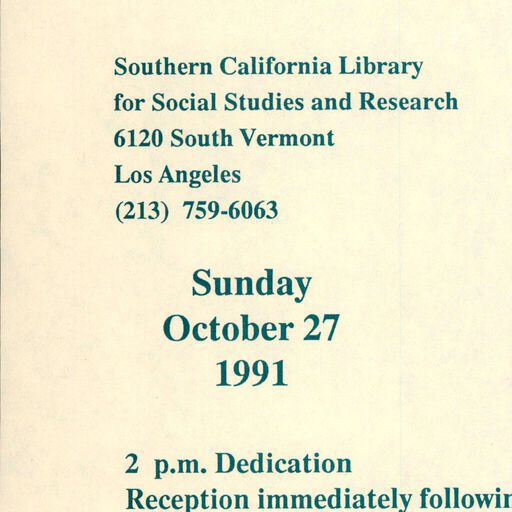 Southern California Library
for Social Studies and Research
6120 South Vermont
Los Angeles
(213) 759-6063
Sunday
October 27
1991
2 p.m. Dedication
Reception immediately followin